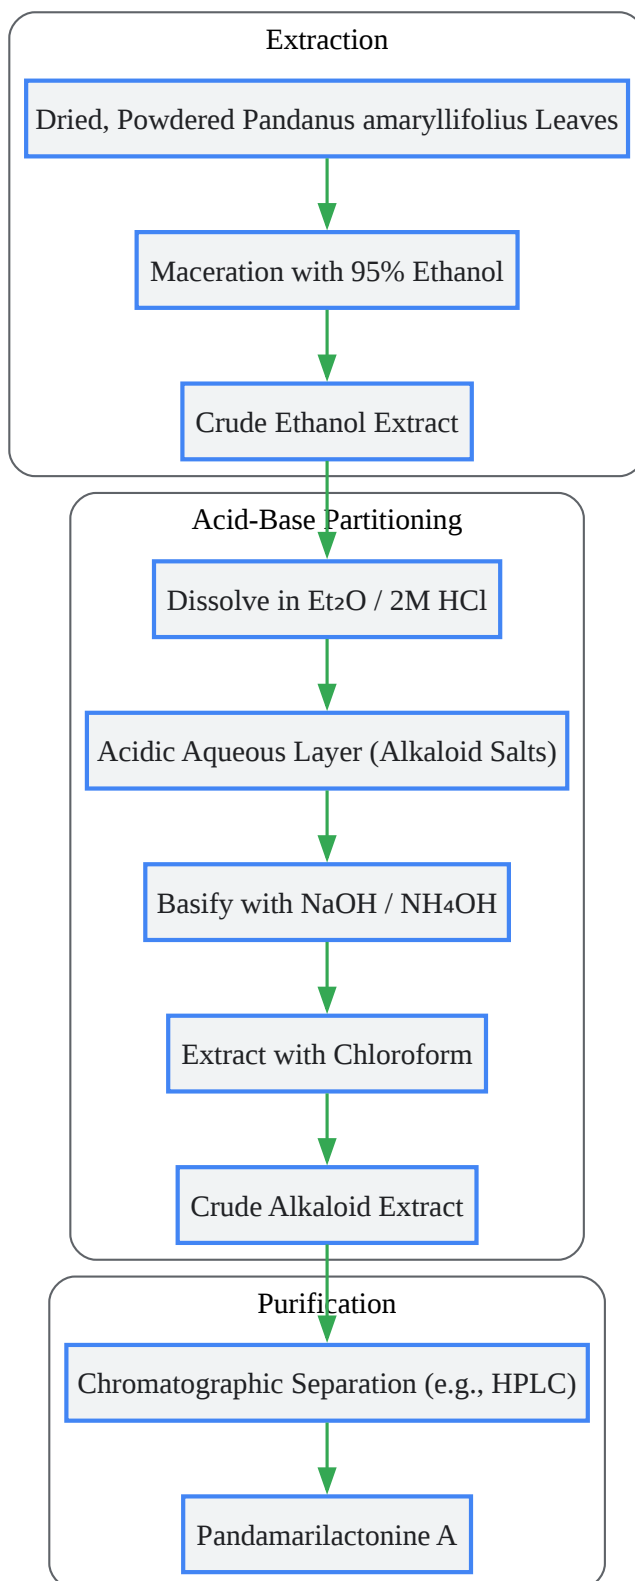 Extraction
Dried, Powdered Pandanus amaryllifolius Leaves
Maceration with 95% Ethanol
Crude Ethanol Extract
Acid-Base Partitioning
Dissolve in Et₂O / 2M HCl
Acidic Aqueous Layer (Alkaloid Salts)
Basify with NaOH / NH₄OH
Extract with Chloroform
Crude Alkaloid Extract
Purification
Chromatographic Separation (e.g., HPLC)
Pandamarilactonine A